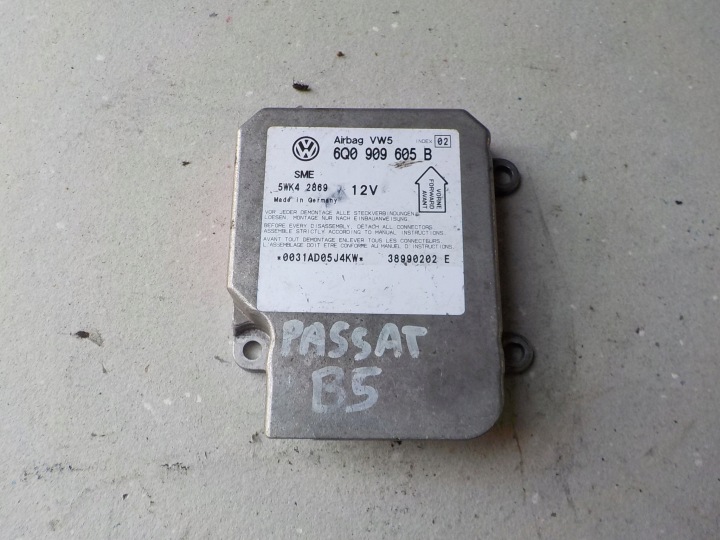 Airbag VW5 INDEX 02
6Q0 909 605 B
SME
5WK4 2869 12V
Made in Germany
VORNE
FORWARD
AVANT
VOR JEDER DEMONTAGE ALLE STECKVERBINDUNGEN
LOESEN. MONTAGE NUR NACH EINBAUANWEISUNG.
BEFORE EVERY DISASSEMBLY, DETACH ALL CONNECTORS
ASSEMBLE STRICTLY ACCORDING TO MANUAL INSTRUCTIONS.
AVANT TOUT DEMONTAGE ENLEVER TOUS LES CONNECTEURS
L'ASSEMBLAGE DOIT ETRE CONFORME AU MANUEL D'INSTRUCTIONS.
*0031AD05J4KW* 38990202 E
PASSAT
B5